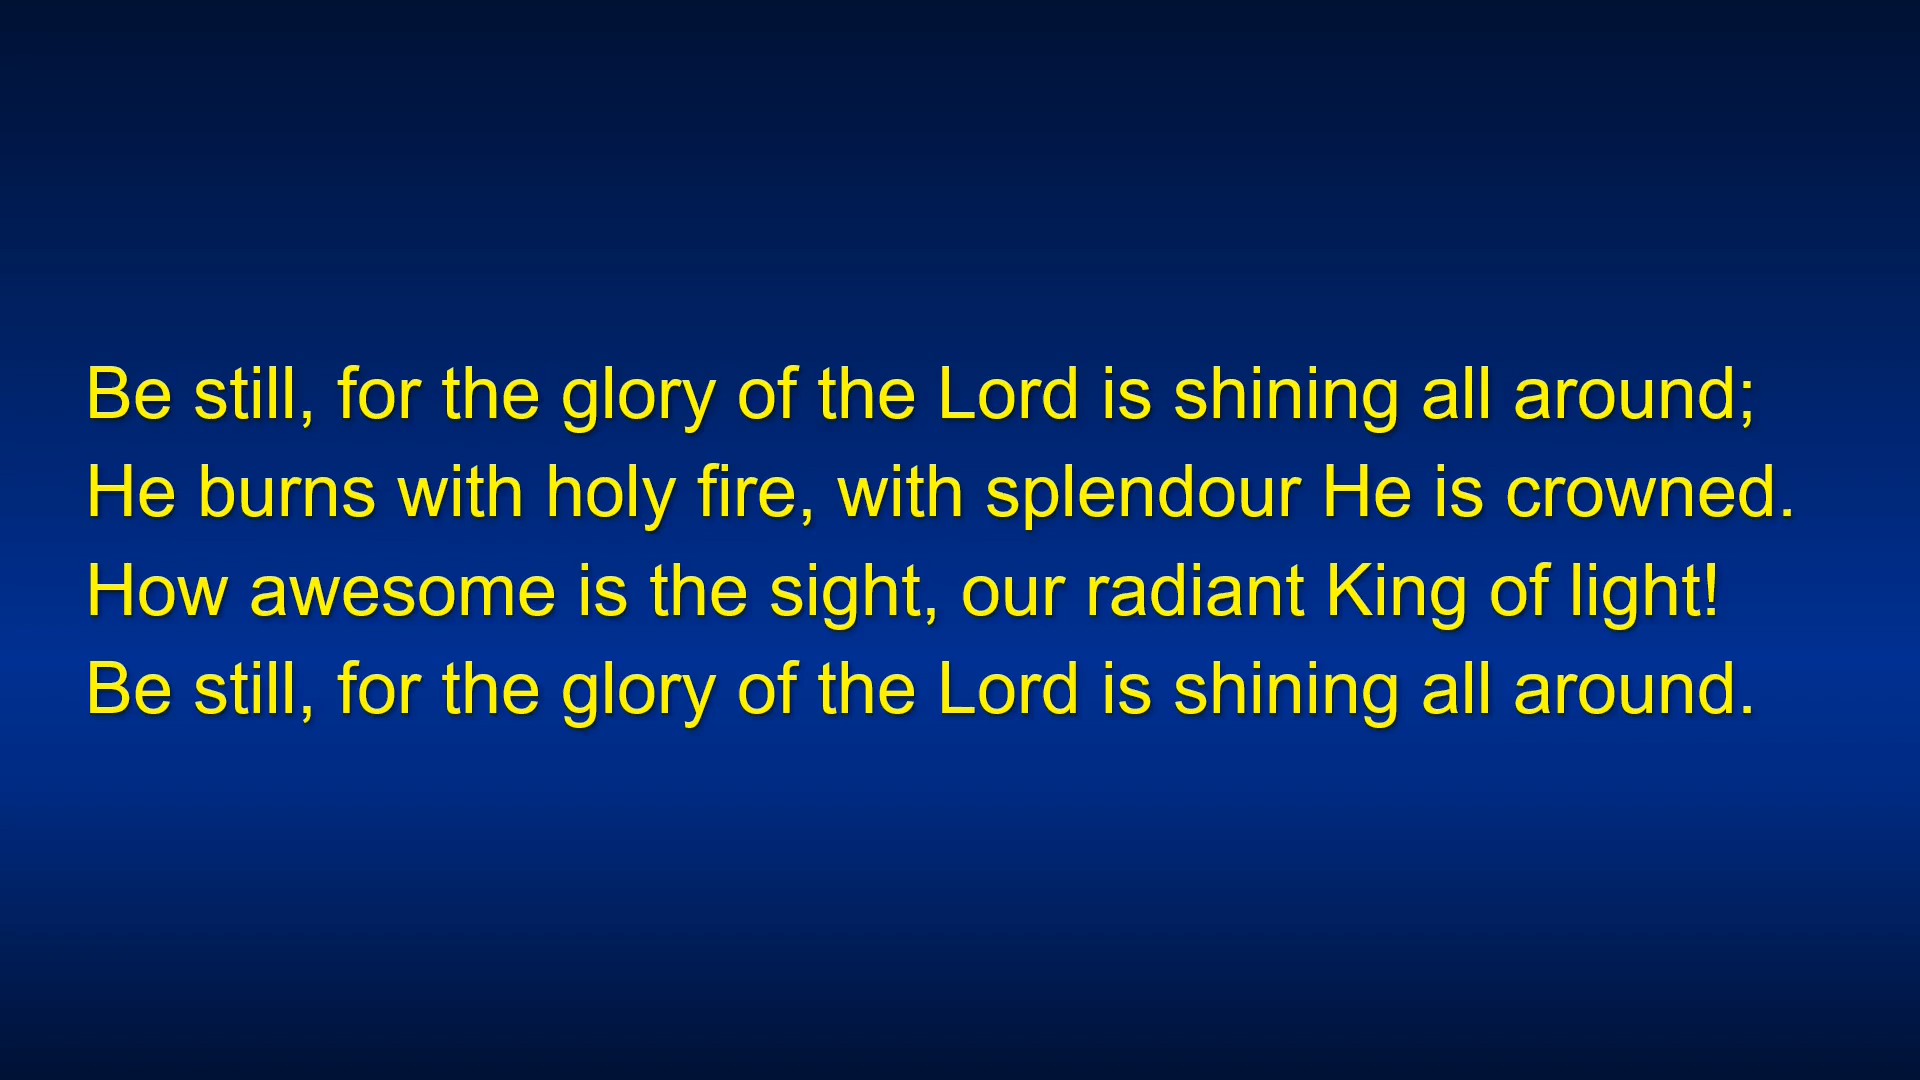 Be still, for the glory of the Lord is shining all around;
He burns with holy fire, with splendour He is crowned.
How awesome is the sight, our radiant King of light!
Be still, for the glory of the Lord is shining all around.